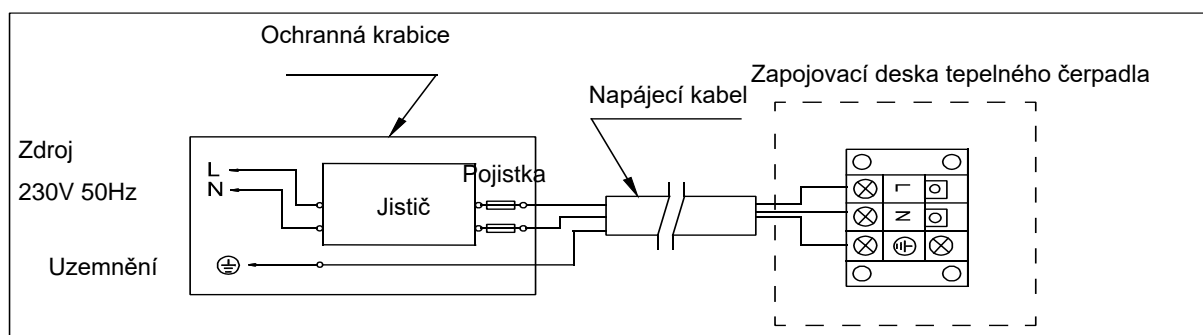 Ochranná krabice
Zapojovací deska tepelného čerpadla
Napájecí kabel
Zdroj
230V 50Hz
L
N
Pojistka
Jistič
Uzemnění
L
N